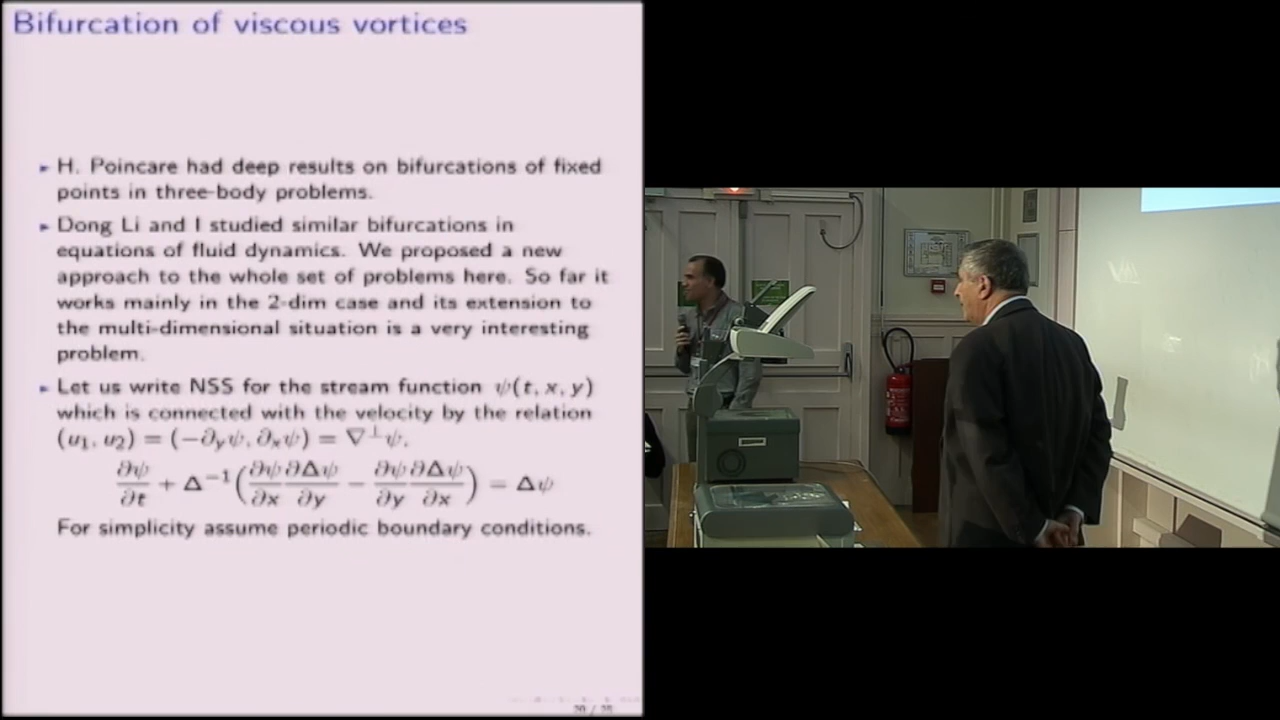 Bifurcation of viscous vortices
► H. Poincare had deep results on bifurcations of fixed
points in three-body problems.
► Dong Li and I studied similar bifurcations in
equations of fluid dynamics. We proposed a new
approach to the whole set of problems here. So far it
works mainly in the 2-dim case and its extension to
the multi-dimensional situation is a very interesting
problem.
► Let us write NSS for the stream function ψ(t, x, y)
which is connected with the velocity by the relation
(u₁, u₂) = (−∂ᵧψ, ∂ₓψ) = ∇⊥ψ.
∂ψ/∂t + Δ⁻¹(∂ψ/∂x ∂Δψ/∂y − ∂ψ/∂y ∂Δψ/∂x) = Δψ
For simplicity assume periodic boundary conditions.